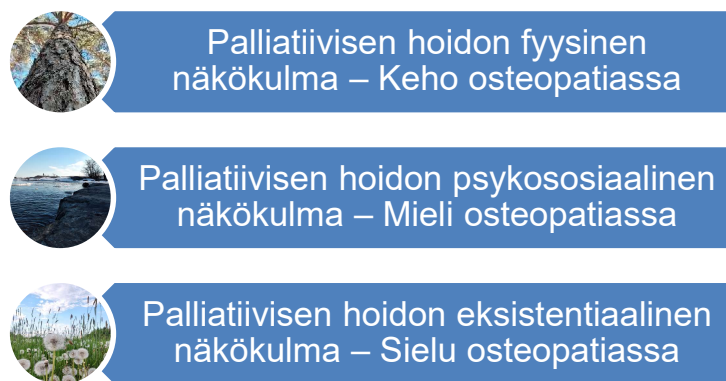 Palliatiivisen hoidon fyysinen
näkökulma – Keho osteopatiassa
Palliatiivisen hoidon psykososiaalinen
näkökulma – Mieli osteopatiassa
Palliatiivisen hoidon eksistentiaalinen
näkökulma – Sielu osteopatiassa